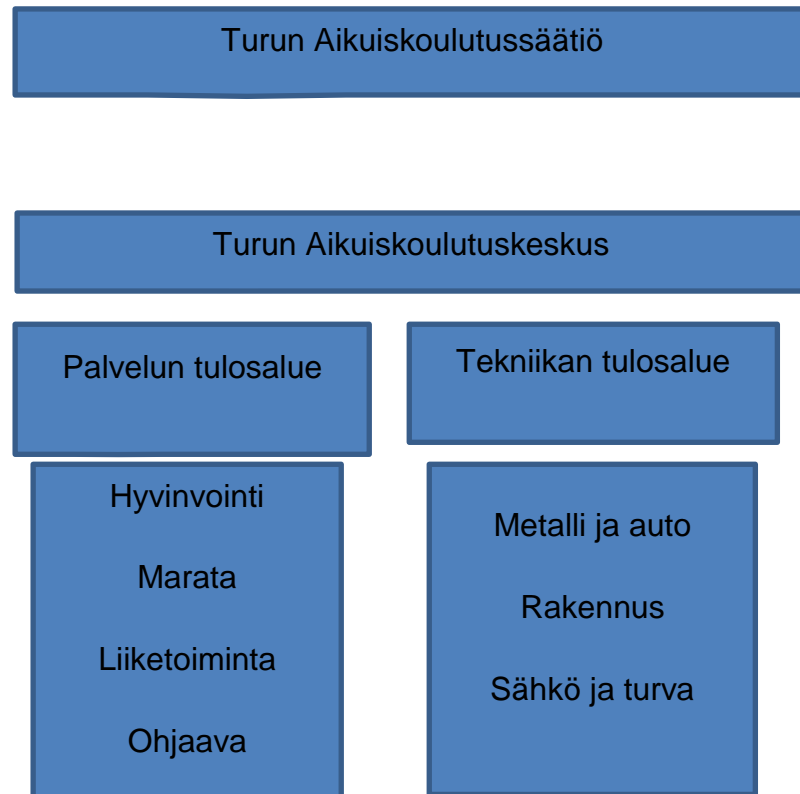 Turun Aikuiskoulutussäätiö
Turun Aikuiskoulutuskeskus
Palvelun tulosalue
Tekniikan tulosalue
Hyvinvointi
Marata
Liiketoiminta
Ohjaava
Metalli ja auto
Rakennus
Sähkö ja turva